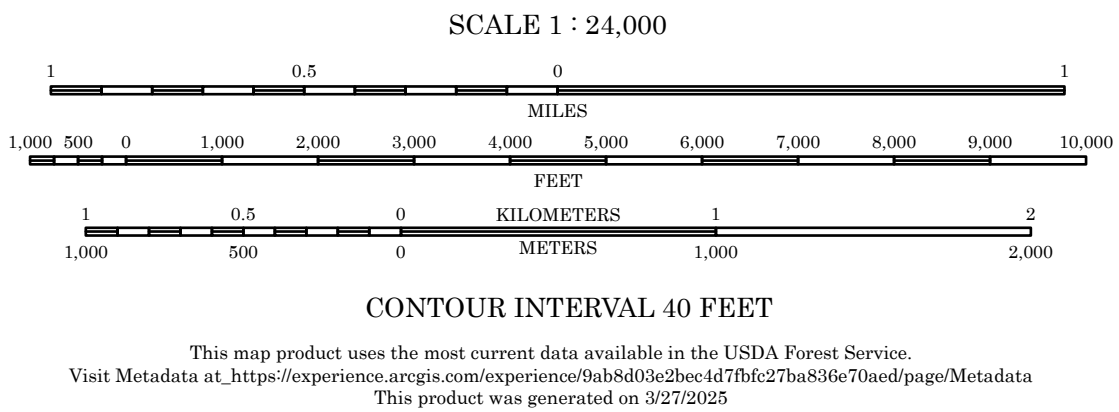 SCALE 1 : 24,000
1 0.5 0 1
MILES
1,000 500 0 1,000 2,000 3,000 4,000 5,000 6,000 7,000 8,000 9,000 10,000
FEET
1 0.5 0 KILOMETERS 1 2
1,000 500 0 METERS 1,000 2,000
CONTOUR INTERVAL 40 FEET
This map product uses the most current data available in the USDA Forest Service.
Visit Metadata at_https://experience.arcgis.com/experience/9ab8d03e2bec4d7fbfc27ba836e70aed/page/Metadata
This product was generated on 3/27/2025